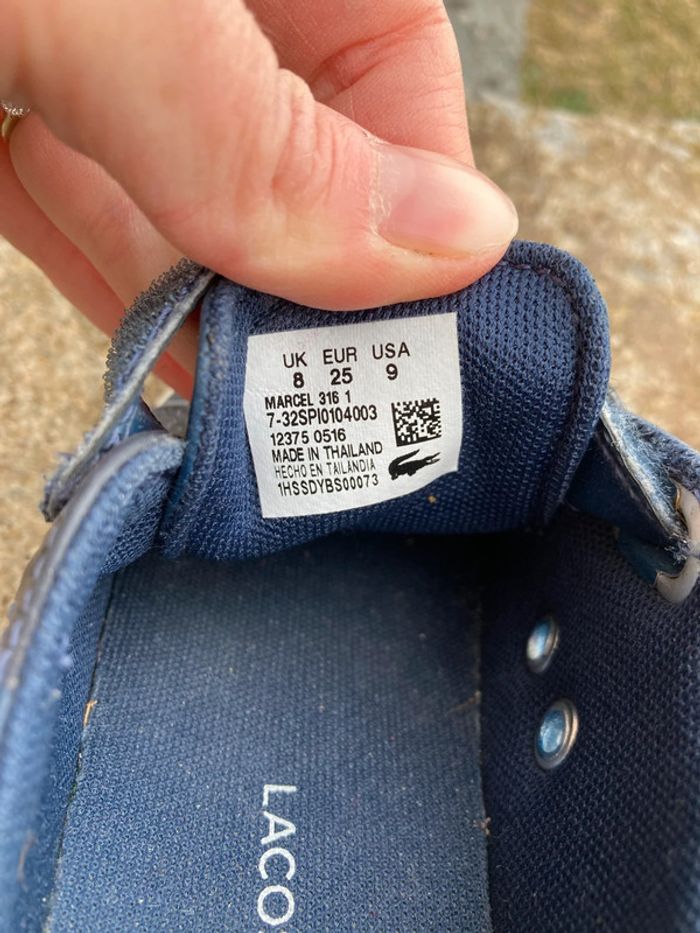 UK EUR USA
8 25 9
MARCEL 316 1
7-32SPI0104003
12375 0516
MADE IN THAILAND
HECHO EN TAILANDIA
1HSSDYBS00073
LACO